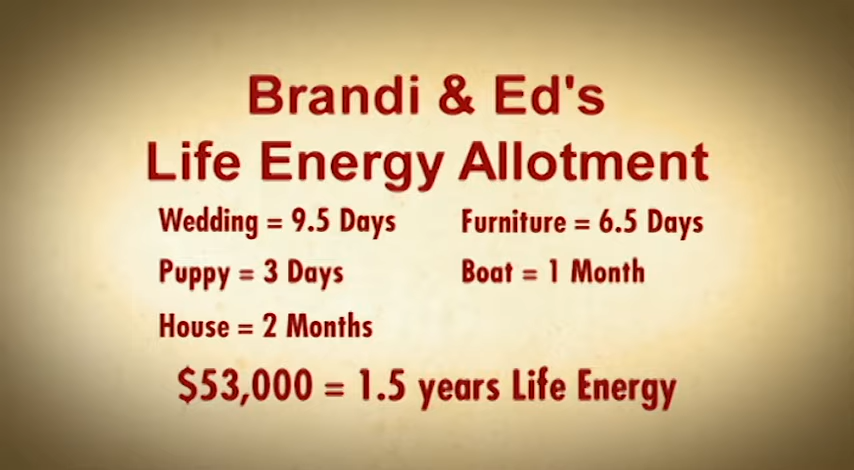 Brandi & Ed's
Life Energy Allotment
Wedding = 9.5 Days
Furniture = 6.5 Days
Puppy = 3 Days
Boat = 1 Month
House = 2 Months
$53,000 = 1.5 years Life Energy